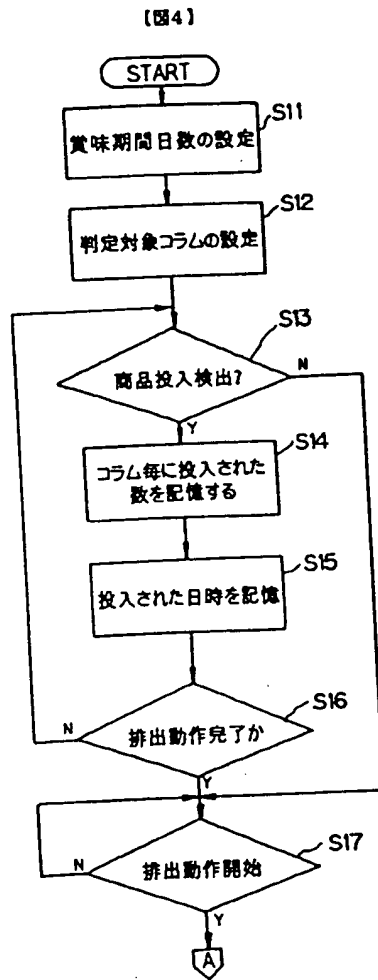 【図4】
START
S11
賞味期間日数の設定
S12
判定対象コラムの設定
S13
商品投入検出?
N
Y
S14
コラム毎に投入された
数を記憶する
S15
投入された日時を記憶
S16
N
排出動作完了か
Y
S17
N
排出動作開始
Y
A